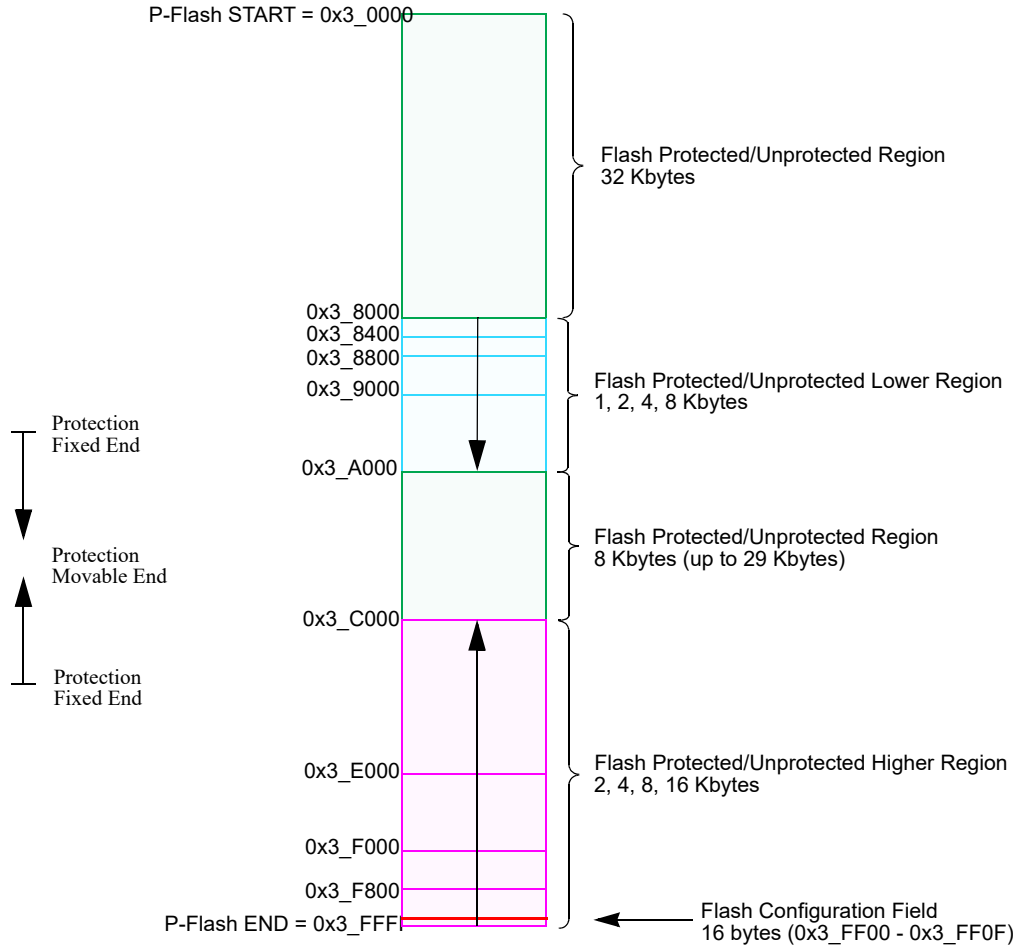 P-Flash START = 0x3_0000
Flash Protected/Unprotected Region
32 Kbytes
0x3_8000
0x3_8400
0x3_8800
0x3_9000
Flash Protected/Unprotected Lower Region
1, 2, 4, 8 Kbytes
Protection
Fixed End
0x3_A000
Flash Protected/Unprotected Region
8 Kbytes (up to 29 Kbytes)
Protection
Movable End
0x3_C000
Protection
Fixed End
0x3_E000
Flash Protected/Unprotected Higher Region
2, 4, 8, 16 Kbytes
0x3_F000
0x3_F800
P-Flash END = 0x3_FFF
Flash Configuration Field
16 bytes (0x3_FF00 - 0x3_FF0F)